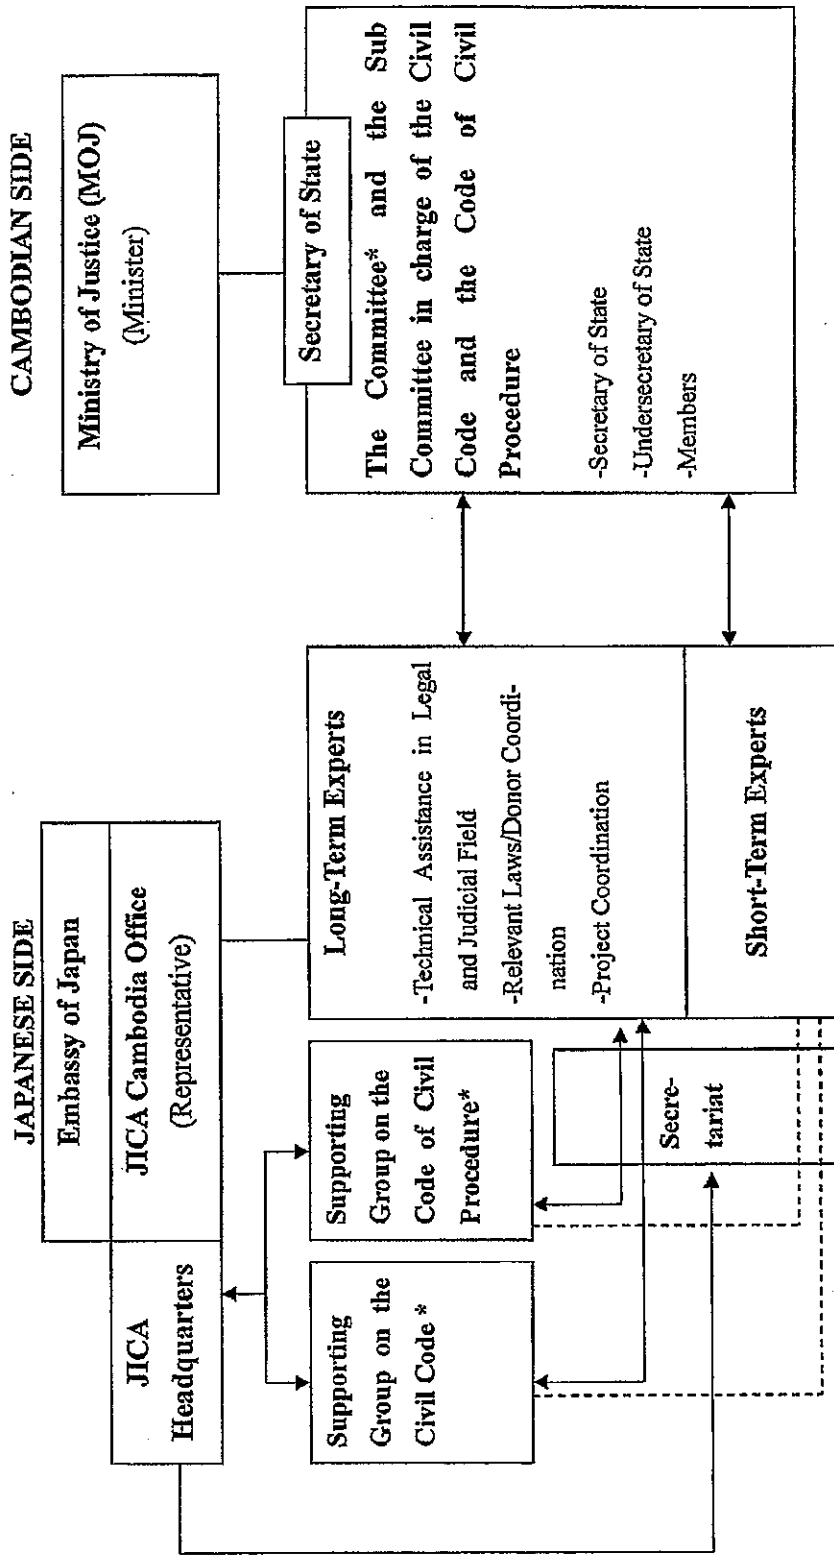 JAPANESE SIDE
Embassy of Japan
JICA
Headquarters
JICA Cambodia Office
(Representative)
Supporting
Group on the
Civil Code *
Supporting
Group on the
Code of Civil
Procedure*
Secre-
tariat
Long-Term Experts
-Technical Assistance in Legal
and Judicial Field
-Relevant Laws/Donor Coordi-
nation
-Project Coordination
Short-Term Experts
CAMBODIAN SIDE
Ministry of Justice (MOJ)
(Minister)
Secretary of State
The Committee* and the Sub
Committee in charge of the Civil
Code and the Code of Civil
Procedure
-Secretary of State
-Undersecretary of State
-Members